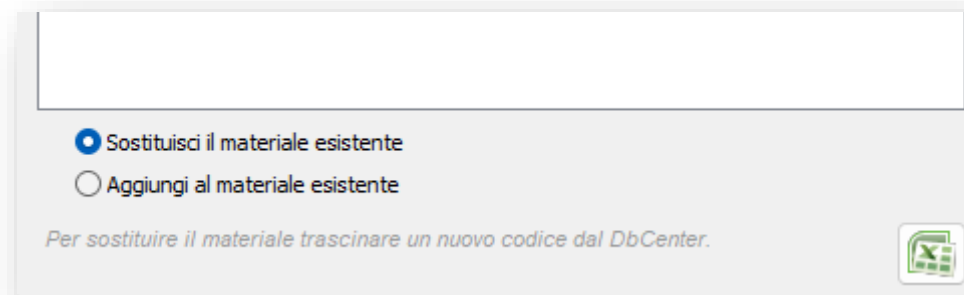 Sostituisci il materiale esistente
Aggiungi al materiale esistente
Per sostituire il materiale trascinare un nuovo codice dal DbCenter.